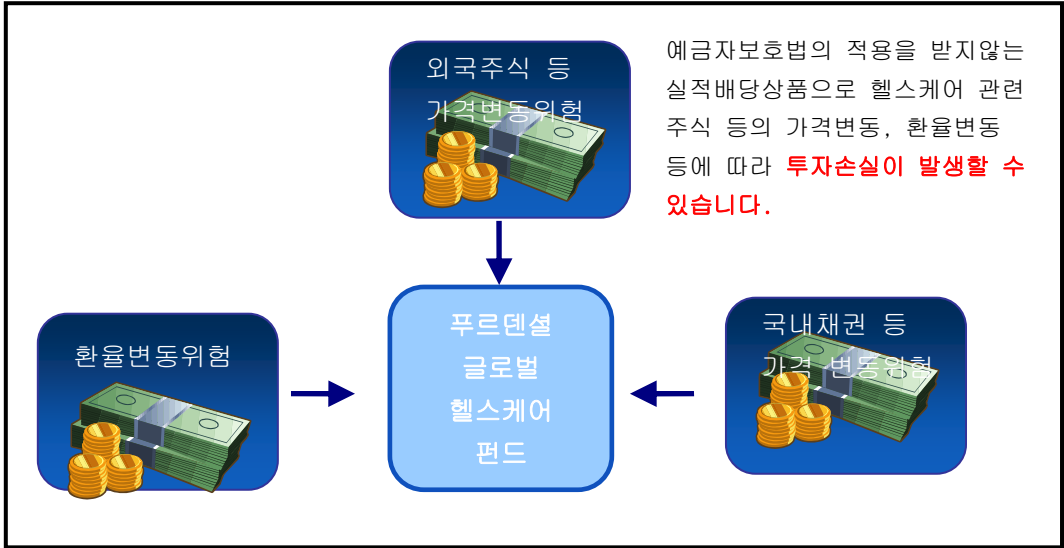 외국주식 등
가격변동위험
예금자보호법의 적용을 받지않는
실적배당상품으로 헬스케어 관련
주식 등의 가격변동, 환율변동
등에 따라 투자손실이 발생할 수
있습니다.
환율변동위험
푸르덴셜
글로벌
헬스케어
펀드
국내채권 등
가격 변동위험